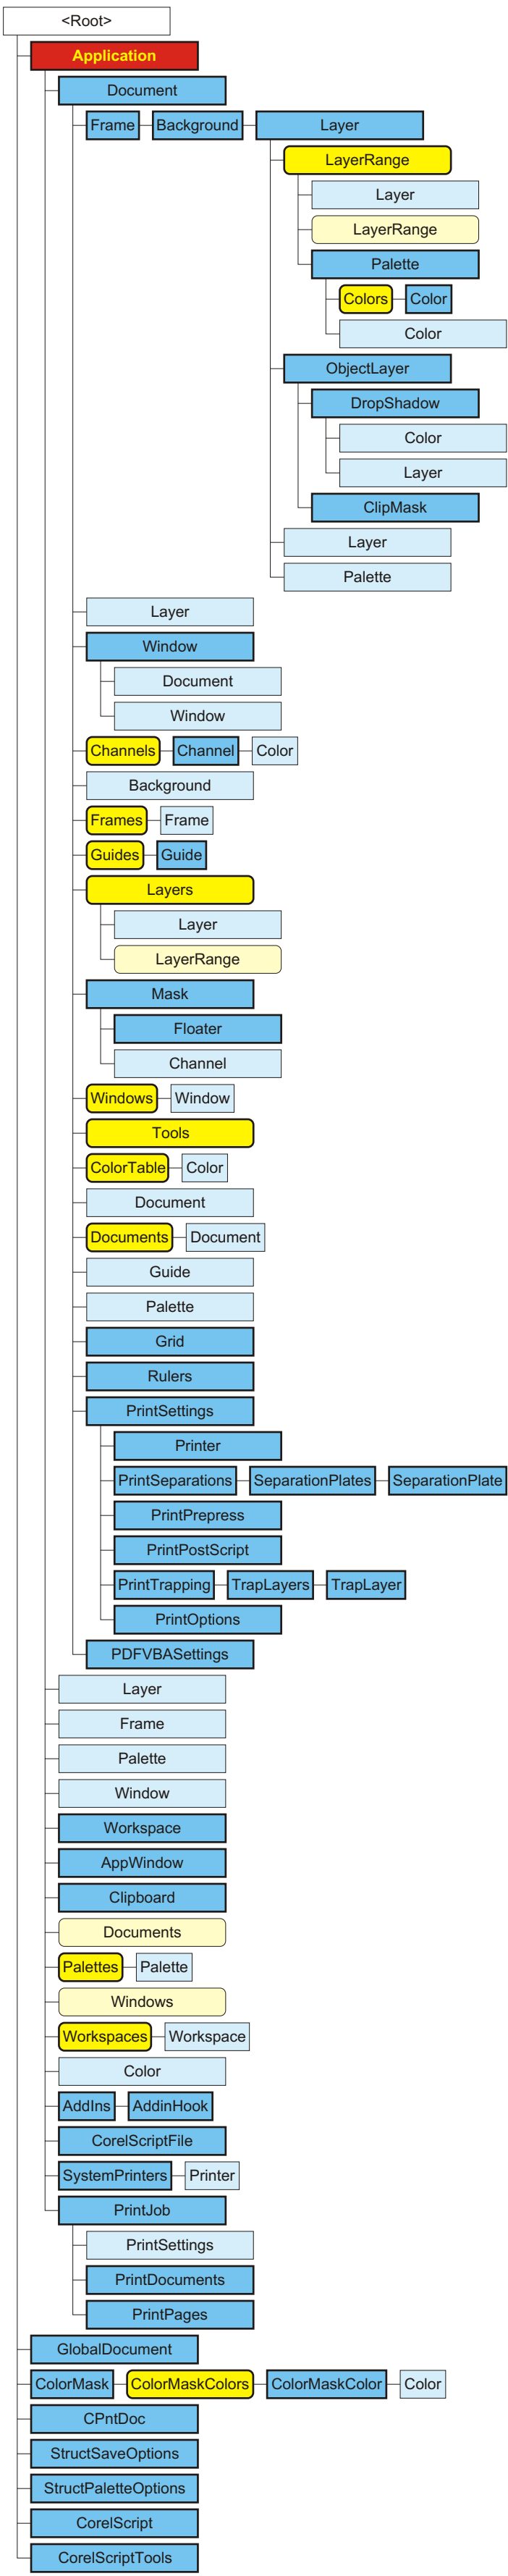 <Root>
Application
Document
Frame Background Layer
LayerRange
Layer
LayerRange
Palette
Colors Color
Color
ObjectLayer
DropShadow
Color
Layer
ClipMask
Layer
Palette
Layer
Window
Document
Window
Channels Channel Color
Background
Frames Frame
Guides Guide
Layers
Layer
LayerRange
Mask
Floater
Channel
Windows Window
Tools
ColorTable Color
Document
Documents Document
Guide
Palette
Grid
Rulers
PrintSettings
Printer
PrintSeparations SeparationPlates SeparationPlate
PrintPrepress
PrintPostScript
PrintTrapping TrapLayers TrapLayer
PrintOptions
PDFVBASettings
Layer
Frame
Palette
Window
Workspace
AppWindow
Clipboard
Documents
Palettes Palette
Windows
Workspaces Workspace
Color
AddIns AddinHook
CorelScriptFile
SystemPrinters Printer
PrintJob
PrintSettings
PrintDocuments
PrintPages
GlobalDocument
ColorMask ColorMaskColors ColorMaskColor Color
CPntDoc
StructSaveOptions
StructPaletteOptions
CorelScript
CorelScriptTools